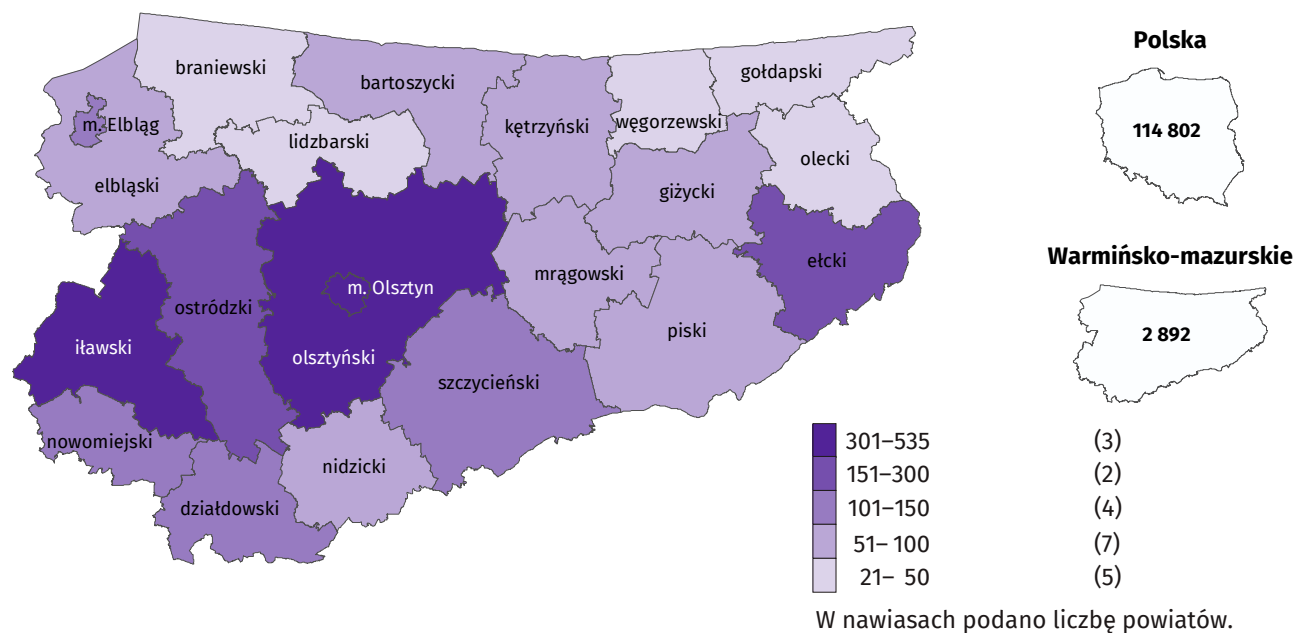 braniewski
bartoszycki
gołdapski
m. Elbląg
lidzbarski
kętrzyński
węgorzewski
olecki
elbląski
giżycki
ełcki
mrągowski
ostródzki
m. Olsztyn
piski
iławski
olsztyński
szczycieński
nowomiejski
nidzicki
działdowski
Polska
114 802
Warmińsko-mazurskie
2 892
301–535 (3)
151–300 (2)
101–150 (4)
51– 100 (7)
21– 50 (5)
W nawiasach podano liczbę powiatów.